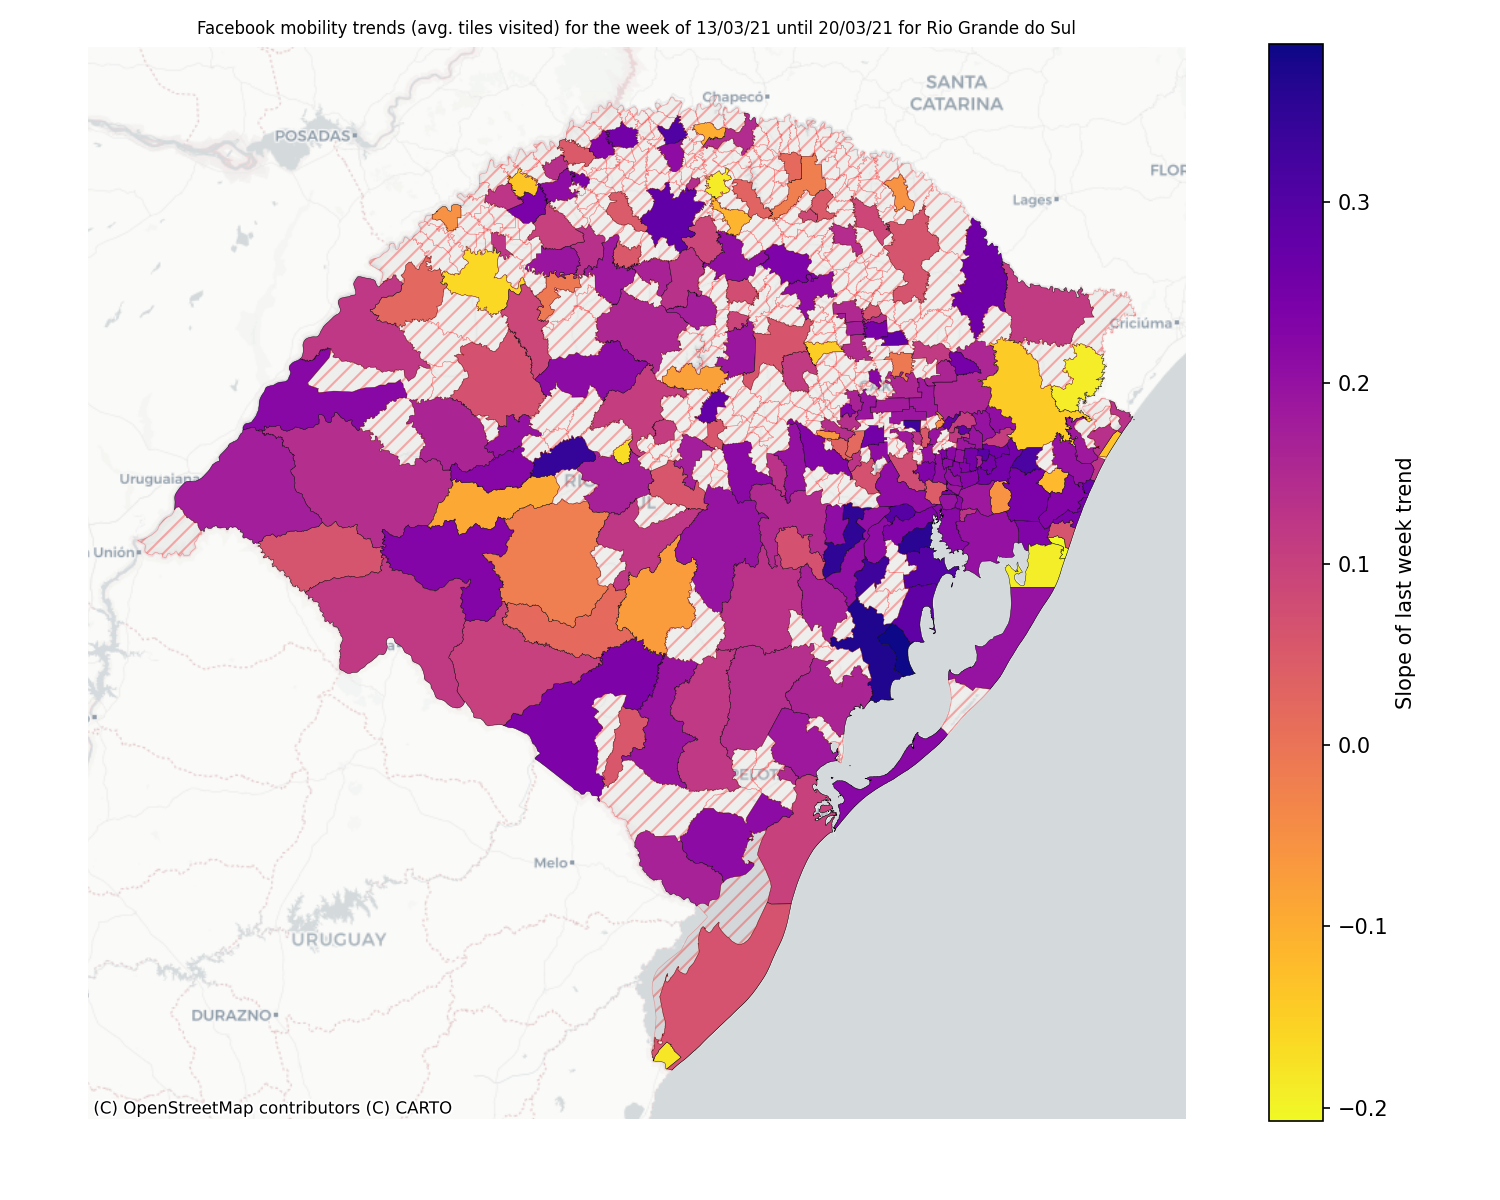 Facebook mobility trends (avg. tiles visited) for the week of 13/03/21 until 20/03/21 for Rio Grande do Sul
SANTA
CATARINA
Chapecó
POSADAS
FLOR
Lages
0.3
Criciúma
0.2
Uruguaiana
RIO
UL
0.1
Unión
Slope of last week trend
a
0.0
PELOT
Melo
−0.1
URUGUAY
DURAZNO
−0.2
(C) OpenStreetMap contributors (C) CARTO